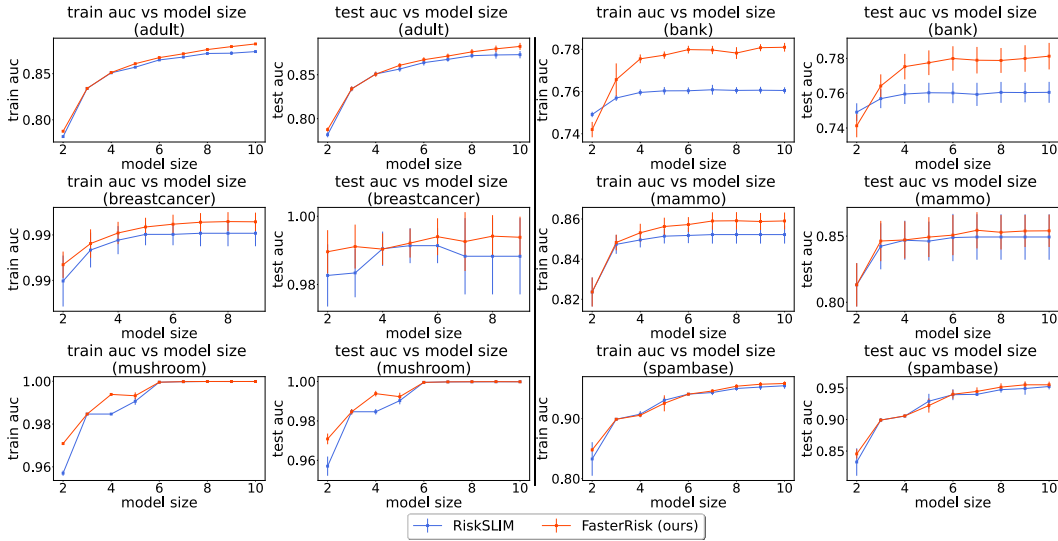 train auc vs model size
(adult)
train auc
0.85
0.80
2 4 6 8 10
model size
test auc vs model size
(adult)
test auc
0.85
0.80
2 4 6 8 10
model size
train auc vs model size
(bank)
train auc
0.78
0.76
0.74
2 4 6 8 10
model size
test auc vs model size
(bank)
test auc
0.78
0.76
0.74
2 4 6 8 10
model size
train auc vs model size
(breastcancer)
train auc
0.99
0.99
2 4 6 8
model size
test auc vs model size
(breastcancer)
test auc
1.00
0.99
0.98
2 4 6 8
model size
train auc vs model size
(mammo)
train auc
0.86
0.84
0.82
2 4 6 8 10
model size
test auc vs model size
(mammo)
test auc
0.85
0.80
2 4 6 8 10
model size
train auc vs model size
(mushroom)
train auc
1.00
0.98
0.96
2 4 6 8 10
model size
test auc vs model size
(mushroom)
test auc
1.00
0.98
0.96
2 4 6 8 10
model size
train auc vs model size
(spambase)
train auc
0.90
0.80
2 4 6 8 10
model size
test auc vs model size
(spambase)
test auc
0.95
0.90
0.85
2 4 6 8 10
model size
RiskSLIM FasterRisk (ours)